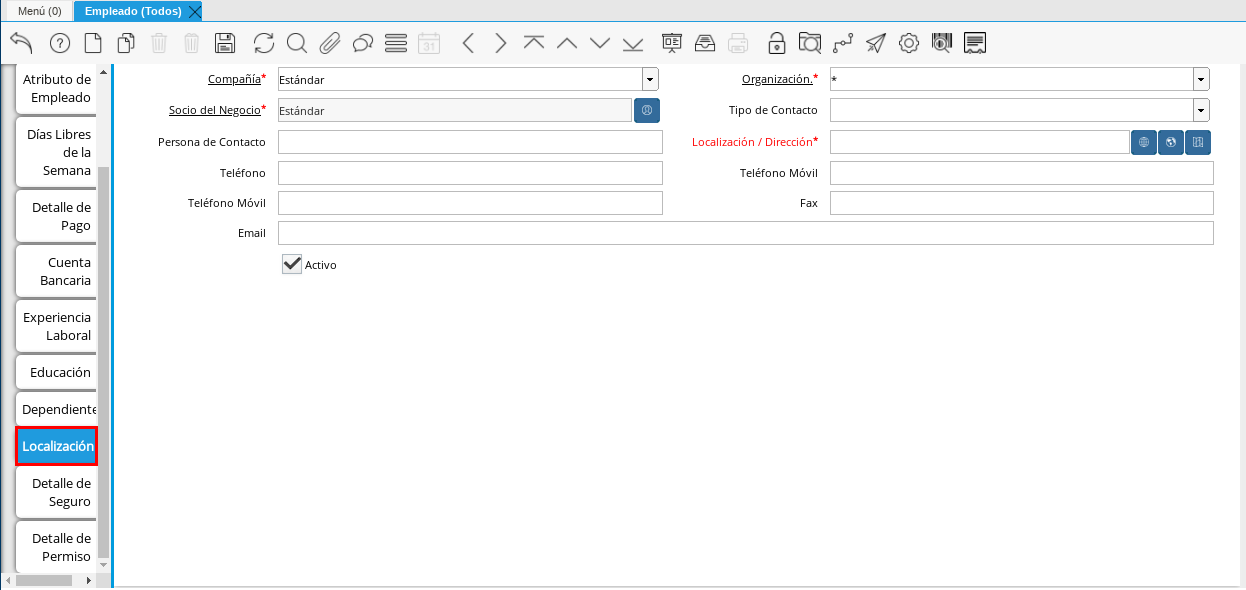 Menú (0)
Empleado (Todos)
31
Atributo de
Empleado
Días Libres
de la
Semana
Detalle de
Pago
Cuenta
Bancaria
Experiencia
Laboral
Educación
Dependiente
Localización
Detalle de
Seguro
Detalle de
Permiso
Compañía* Estándar
Organización.* *
Socio del Negocio* Estándar
Tipo de Contacto
Persona de Contacto
Localización / Dirección*
Teléfono
Teléfono Móvil
Teléfono Móvil
Fax
Email
Activo